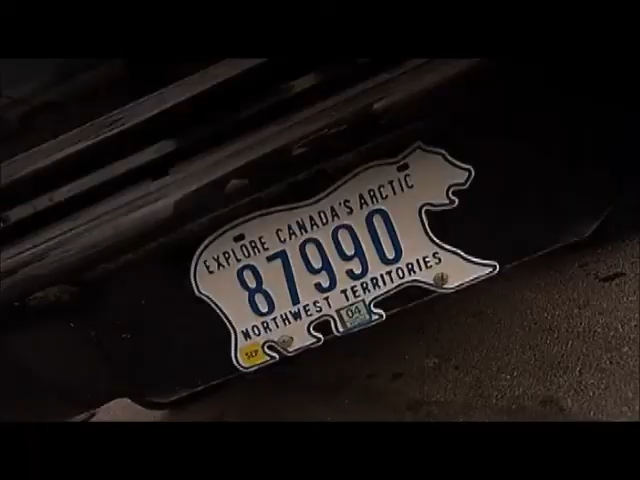 EXPLORE CANADA'S ARCTIC
87990
NORTHWEST TERRITORIES
SEP
04